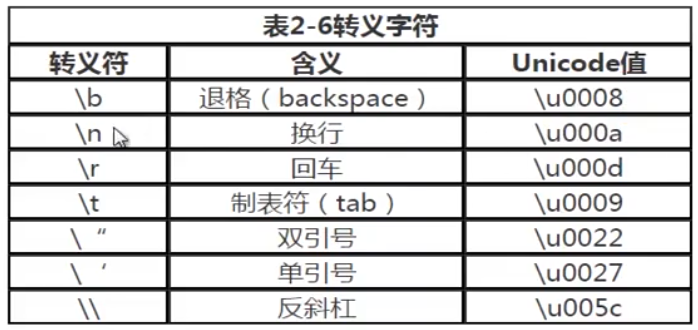 表2-6转义字符
转义符 含义 Unicode值
\b 退格（backspace） \u0008
\n 换行 \u000a
\r 回车 \u000d
\t 制表符（tab） \u0009
\ “ 双引号 \u0022
\ ‘ 单引号 \u0027
\\ 反斜杠 \u005c